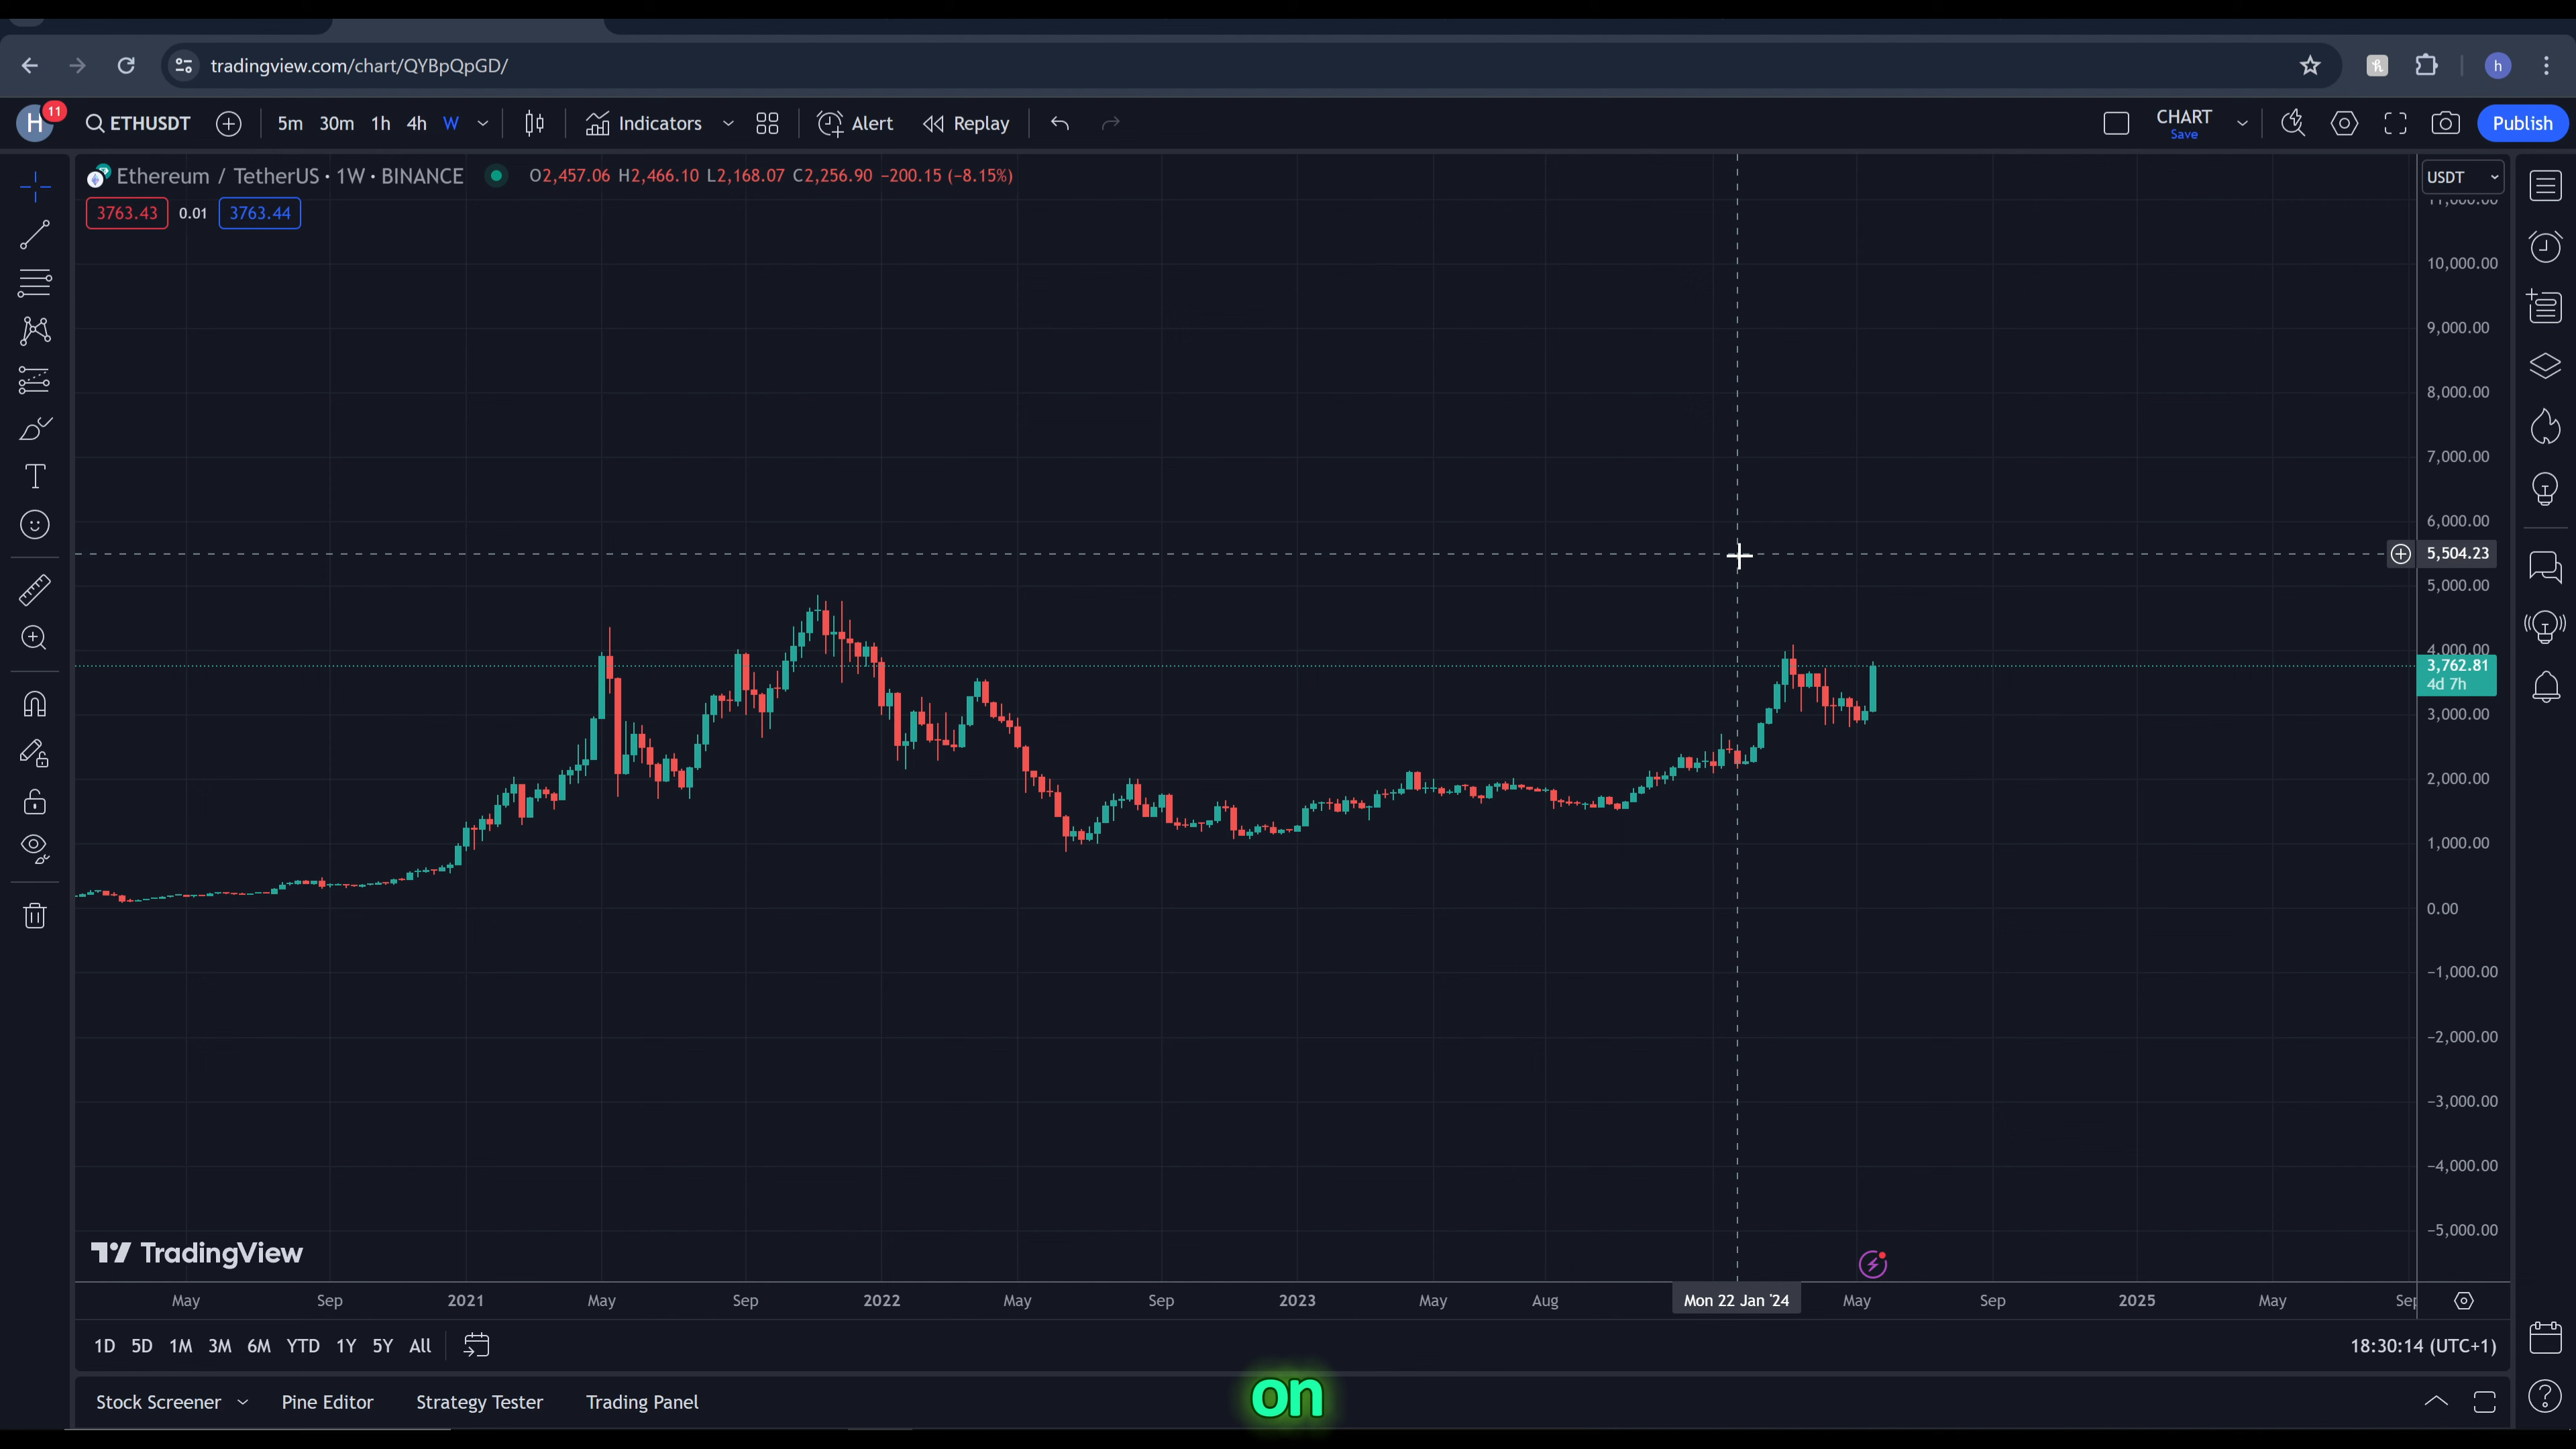 tradingview.com/chart/QYBpQpGD/
h
H 11 ETHUSDT 5m 30m 1h 4h W Indicators Alert Replay CHART Save Publish
Ethereum / TetherUS · 1W · BINANCE O2,457.06 H2,466.10 L2,168.07 C2,256.90 −200.15 (−8.15%)
USDT
3763.43 0.01 3763.44
11,000.00
10,000.00
9,000.00
8,000.00
7,000.00
6,000.00
5,504.23
5,000.00
4,000.00
3,762.81
4d 7h
3,000.00
2,000.00
1,000.00
0.00
−1,000.00
−2,000.00
−3,000.00
−4,000.00
−5,000.00
TradingView
May Sep 2021 May Sep 2022 May Sep 2023 May Aug Mon 22 Jan '24 May Sep 2025 May Sep
1D 5D 1M 3M 6M YTD 1Y 5Y All 18:30:14 (UTC+1)
Stock Screener Pine Editor Strategy Tester Trading Panel
on